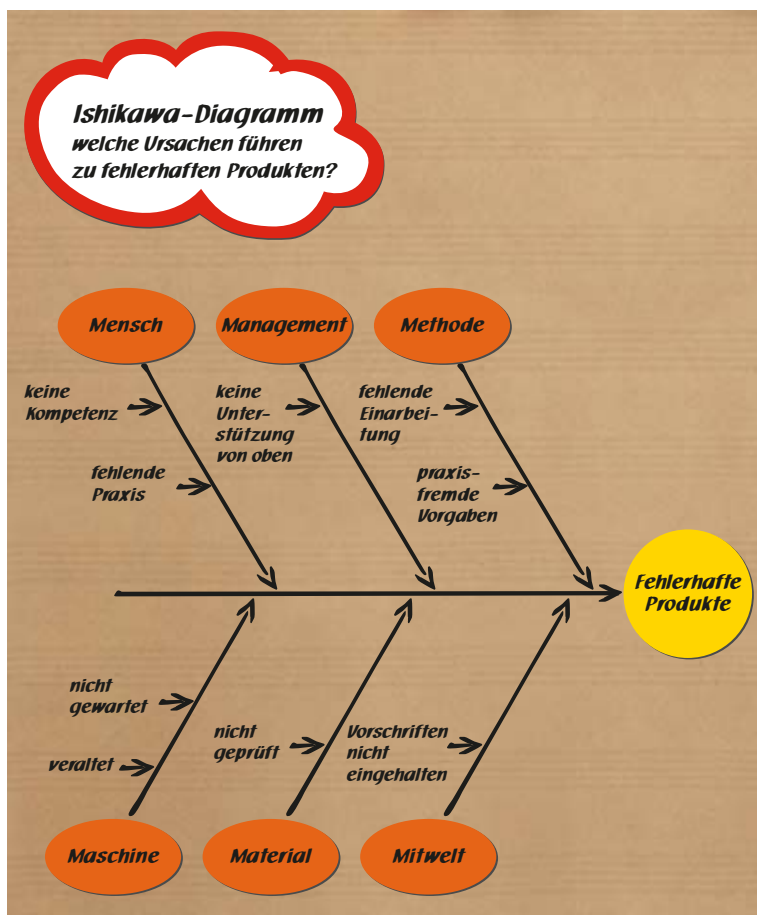 Ishikawa-Diagramm
welche Ursachen führen
zu fehlerhaften Produkten?
Mensch
Management
Methode
keine
Kompetenz
fehlende
Praxis
keine
Unter-
stützung
von oben
fehlende
Einarbei-
tung
praxis-
fremde
Vorgaben
Fehlerhafte
Produkte
nicht
gewartet
veraltet
nicht
geprüft
Vorschriften
nicht
eingehalten
Maschine
Material
Mitwelt